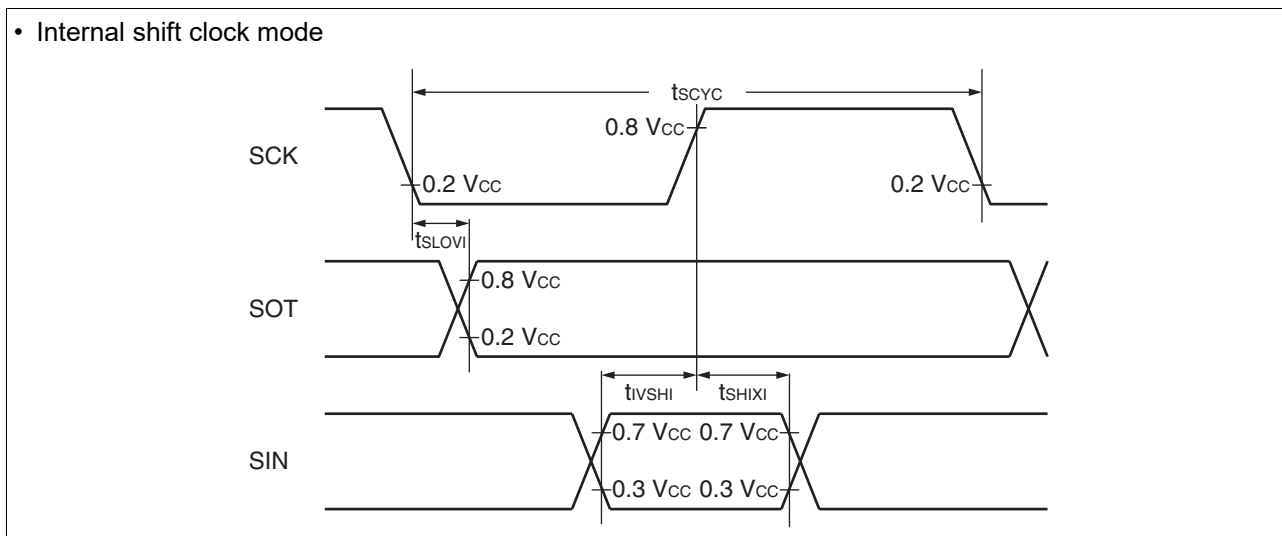 • Internal shift clock mode
tSCYC
SCK
0.8 VCC
0.2 VCC
0.2 VCC
tSLOVI
SOT
0.8 VCC
0.2 VCC
tIVSHI
tSHIXI
SIN
0.7 VCC 0.7 VCC
0.3 VCC 0.3 VCC